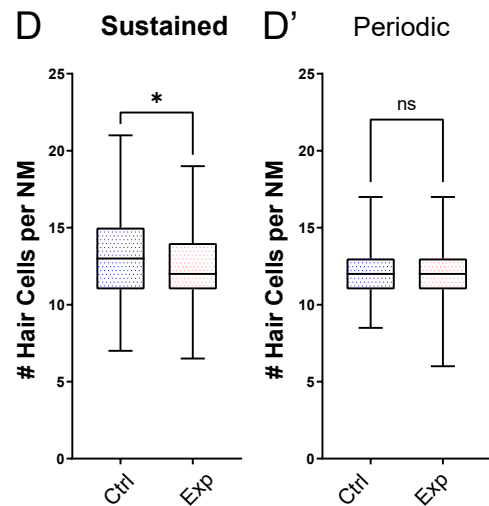 D Sustained
# Hair Cells per NM
25
20
15
10
5
0
*
Ctrl
Exp
D' Periodic
# Hair Cells per NM
25
20
15
10
5
0
ns
Ctrl
Exp